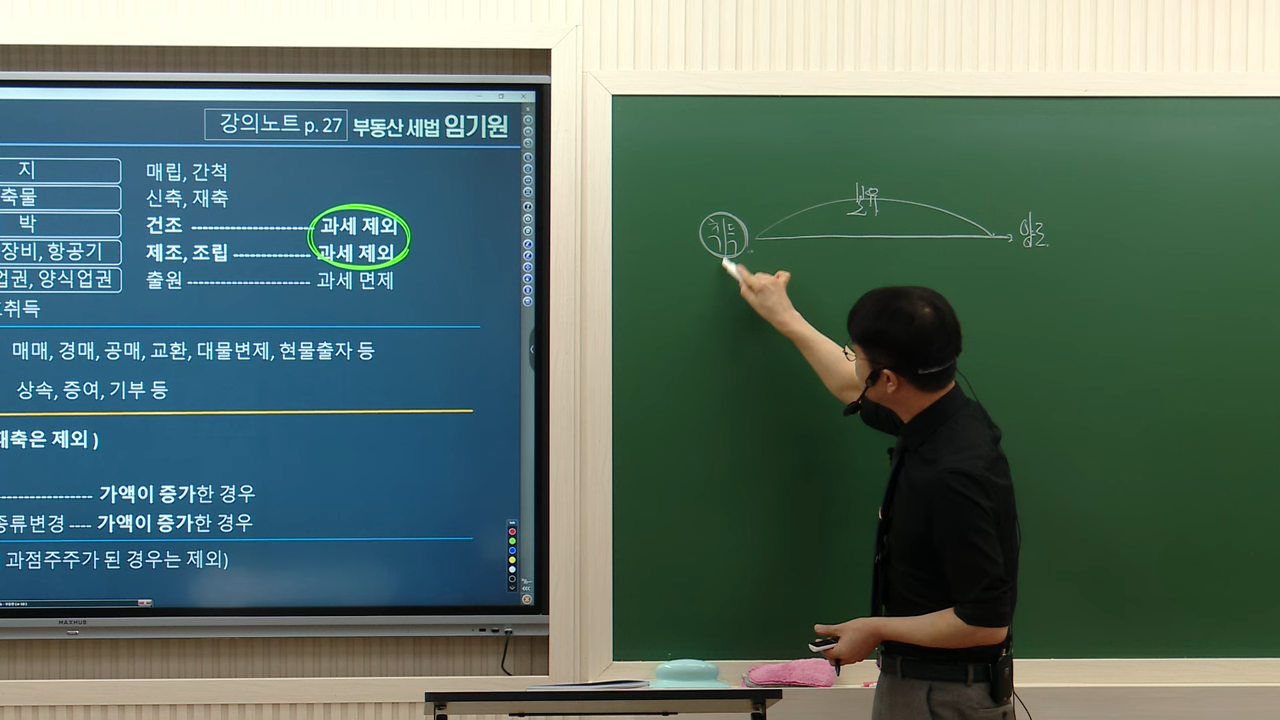 강의노트 p. 27 부동산 세법 임기원
지 매립, 간척
축물 신축, 재축
박 건조 -------------------- 과세 제외
장비, 항공기 제조, 조립 ------------- 과세 제외
업권, 양식업권 출원 -------------------- 과세 면제
취득
매매, 경매, 공매, 교환, 대물변제, 현물출자 등
상속, 증여, 기부 등
재축은 제외 )
--------------- 가액이 증가한 경우
종류변경 ---- 가액이 증가한 경우
과점주주가 된 경우는 제외)
MAXHUB
보유